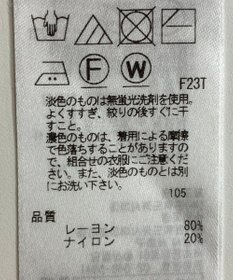 F
W
F23T
淡色のものは無蛍光洗剤を使用。
よくすすぎ、絞りの後すぐに干
すこと。
濃色のものは、着用による摩擦
で色落ちすることがありますの
で、組合せの衣服にご注意くだ
さい。また、淡色のものとは別
にお洗い下さい。
105
品質
レーヨン 80%
ナイロン 20%